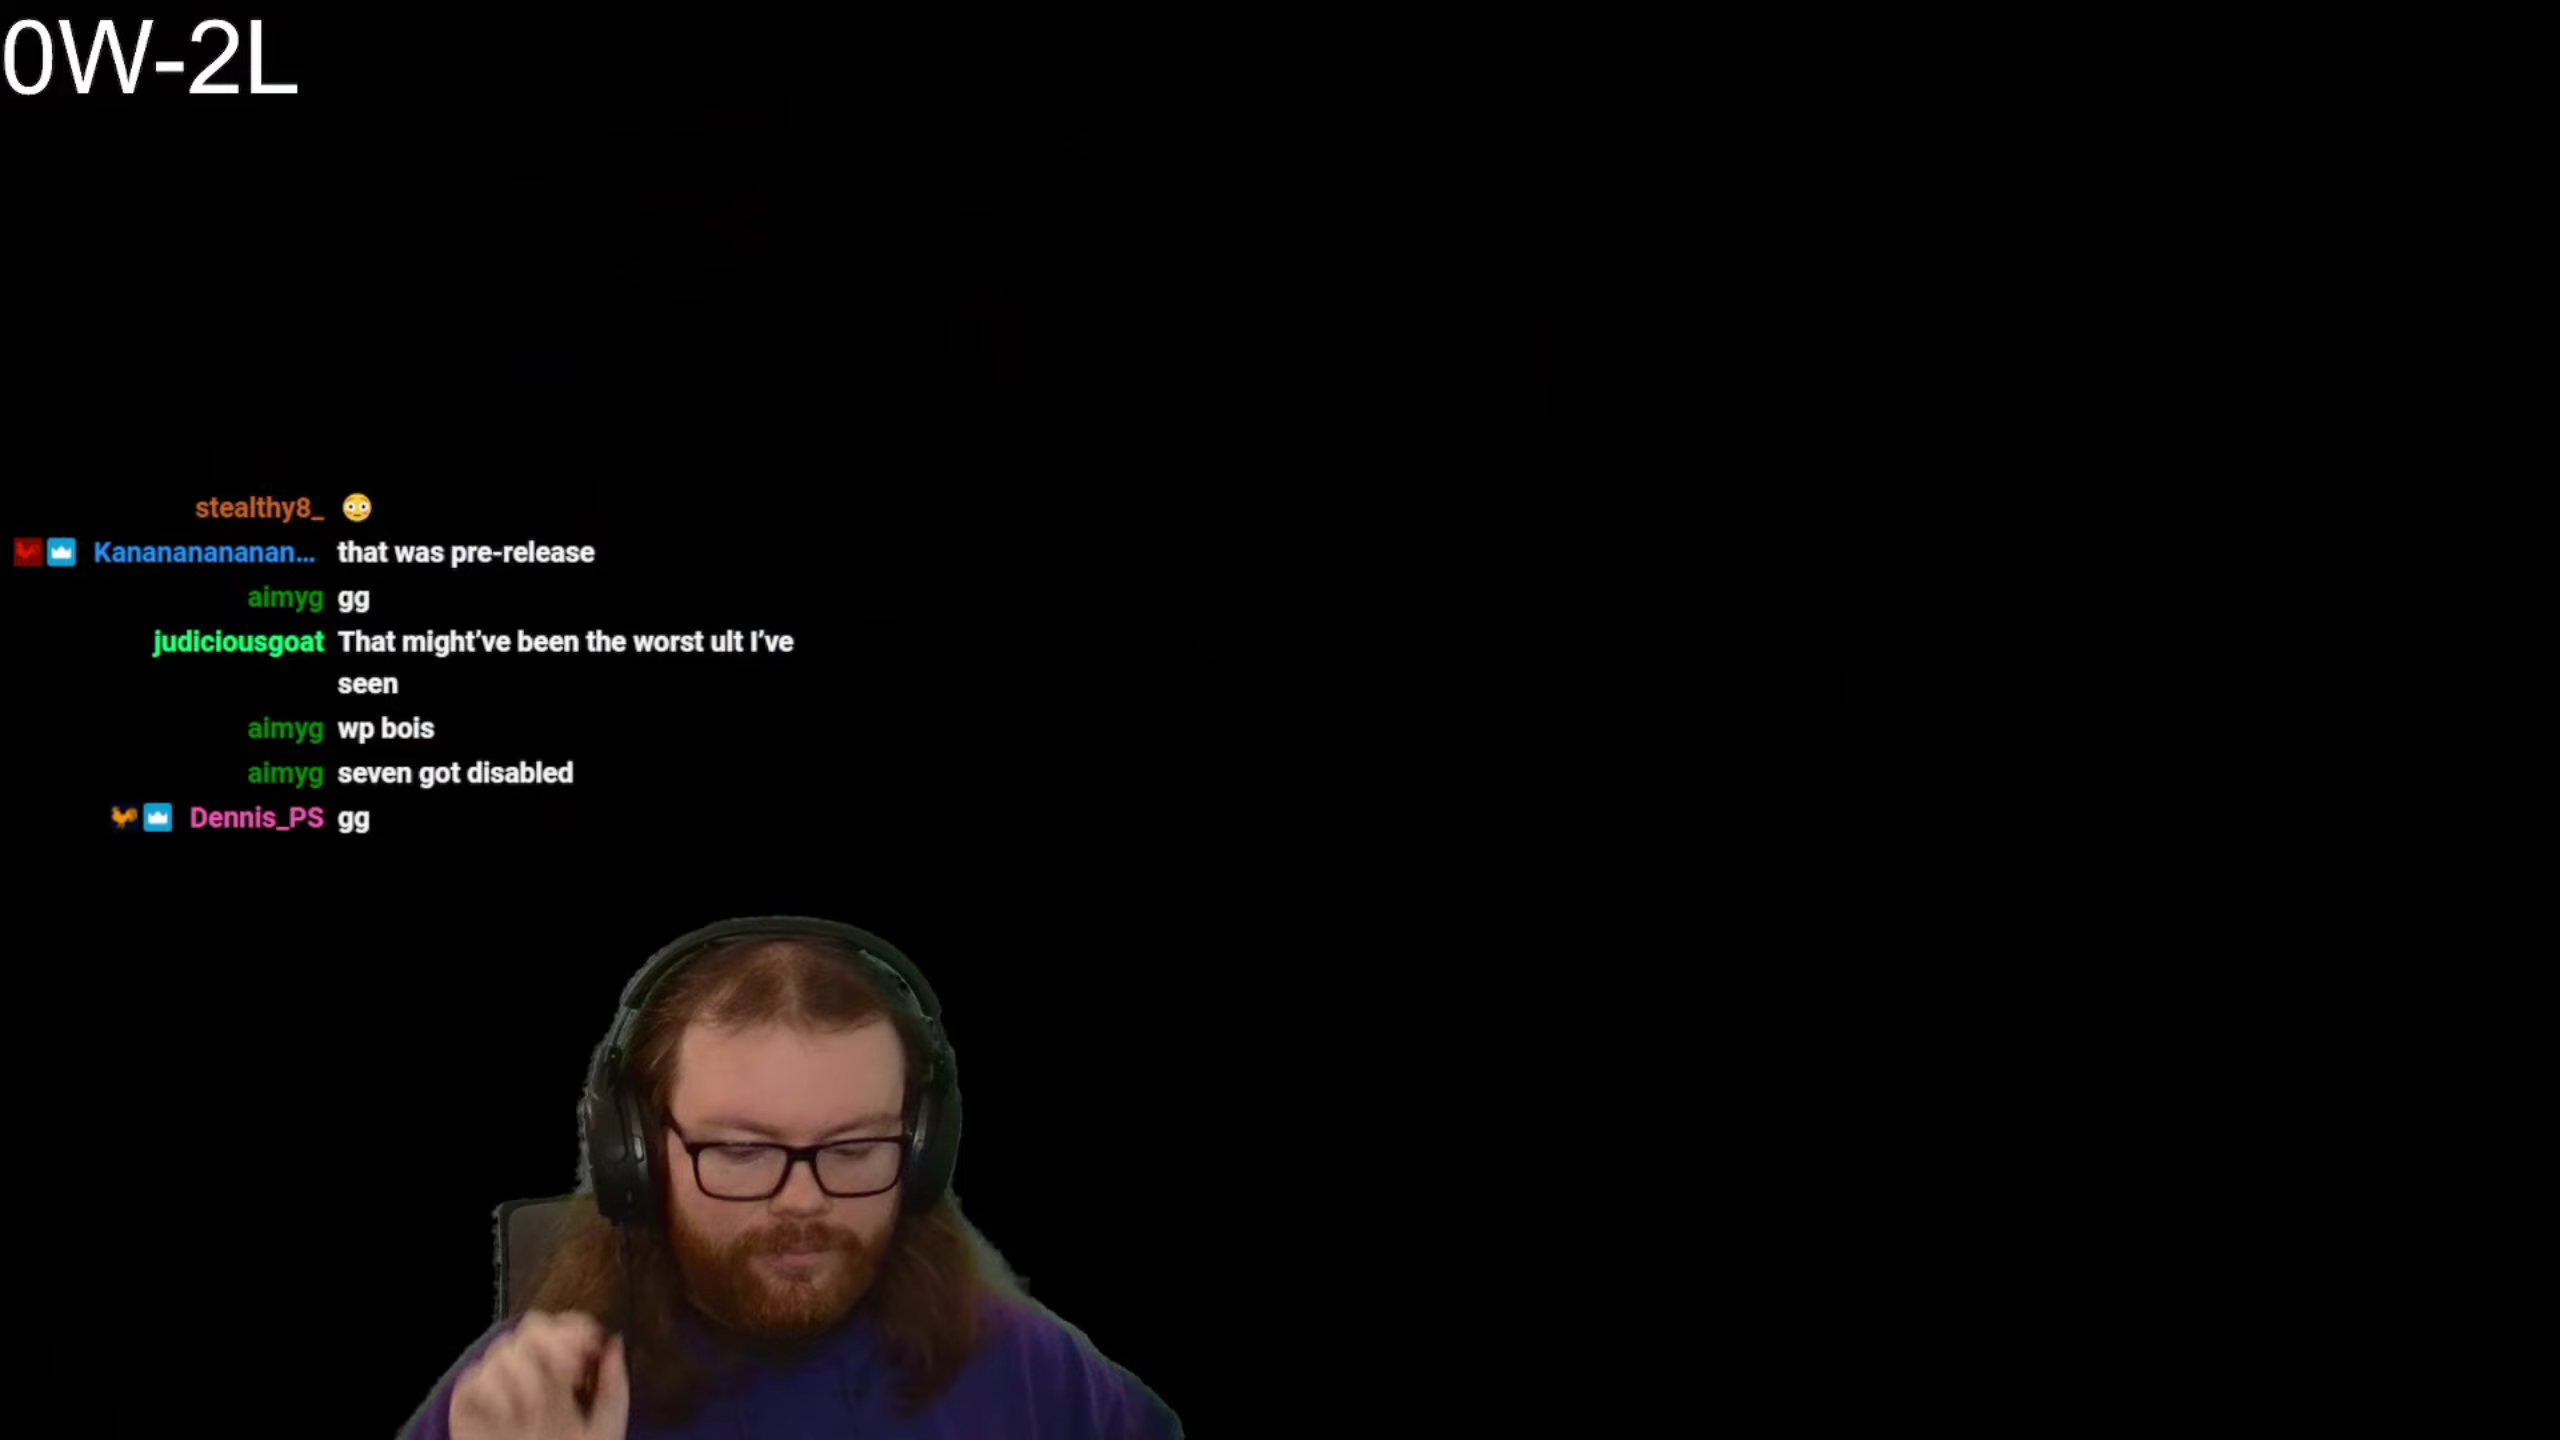 0W-2L
stealthy8_ 😳
Kanananananan... that was pre-release
aimyg gg
judiciousgoat That might’ve been the worst ult I’ve
seen
aimyg wp bois
aimyg seven got disabled
Dennis_PS gg